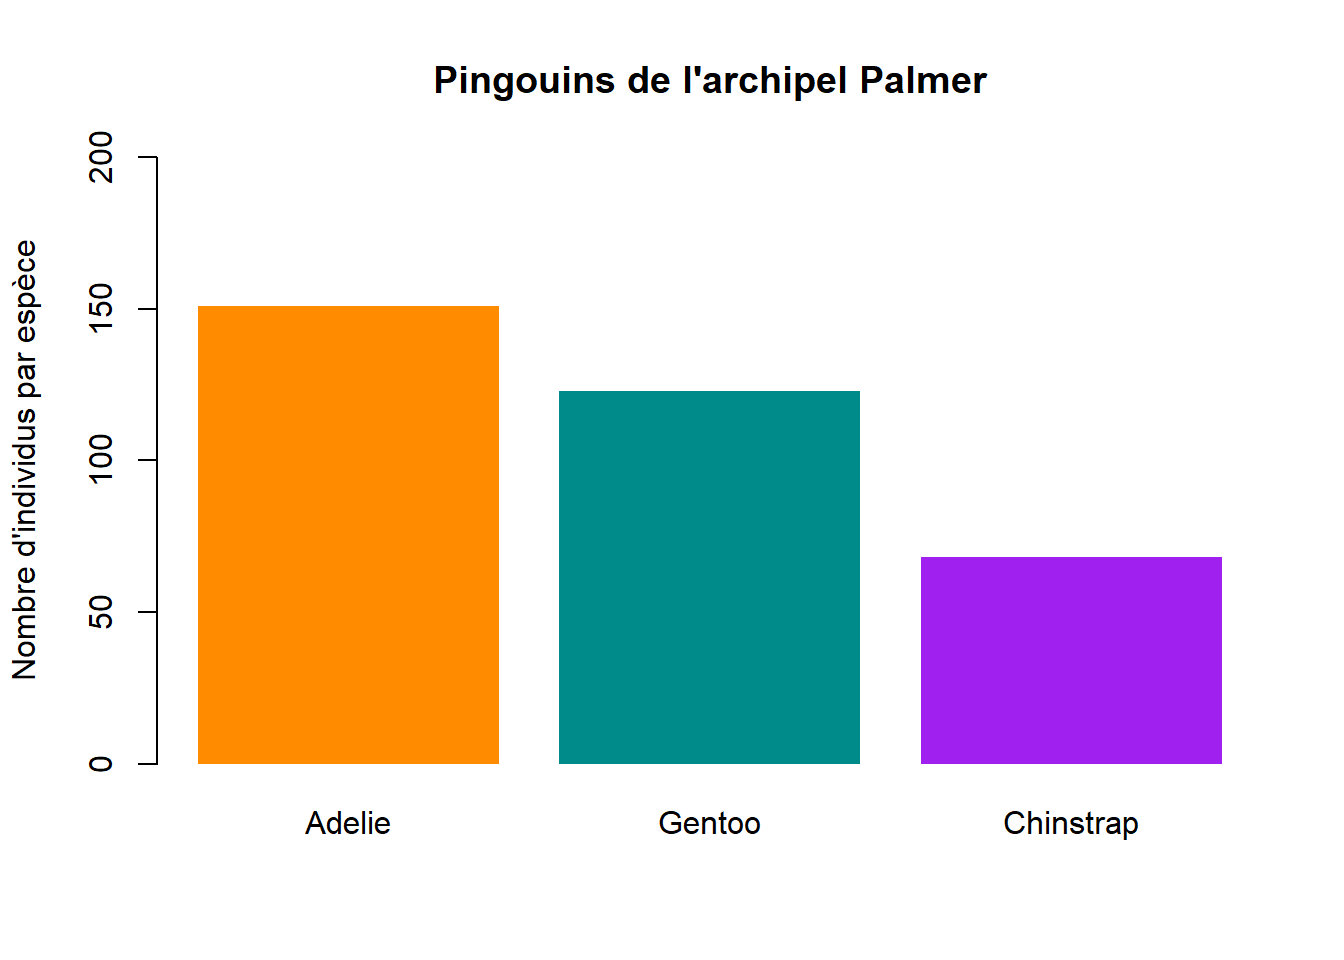 Pingouins de l'archipel Palmer
Nombre d'individus par espèce
200
150
100
50
0
Adelie
Gentoo
Chinstrap